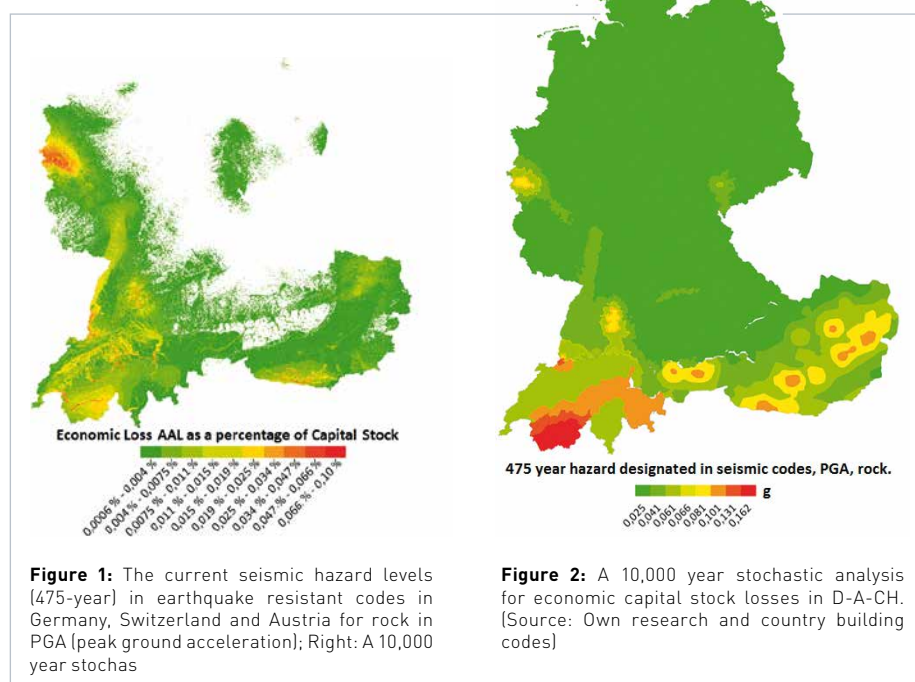 Economic Loss AAL as a percentage of Capital Stock
0,0006 % - 0,004 %
0,004 % - 0,0075 %
0,0075 % - 0,011 %
0,011 % - 0,015 %
0,015 % - 0,019 %
0,019 % - 0,025 %
0,025 % - 0,034 %
0,034 % - 0,047%
0,047 % - 0,066 %
0,066 % - 0,10 %
475 year hazard designated in seismic codes, PGA, rock.
g
0,025
0,041
0,061
0,066
0,081
0,101
0,131
0,162
Figure 1: The current seismic hazard levels
(475-year) in earthquake resistant codes in
Germany, Switzerland and Austria for rock in
PGA (peak ground acceleration); Right: A 10,000
year stochas
Figure 2: A 10,000 year stochastic analysis
for economic capital stock losses in D-A-CH.
(Source: Own research and country building
codes)